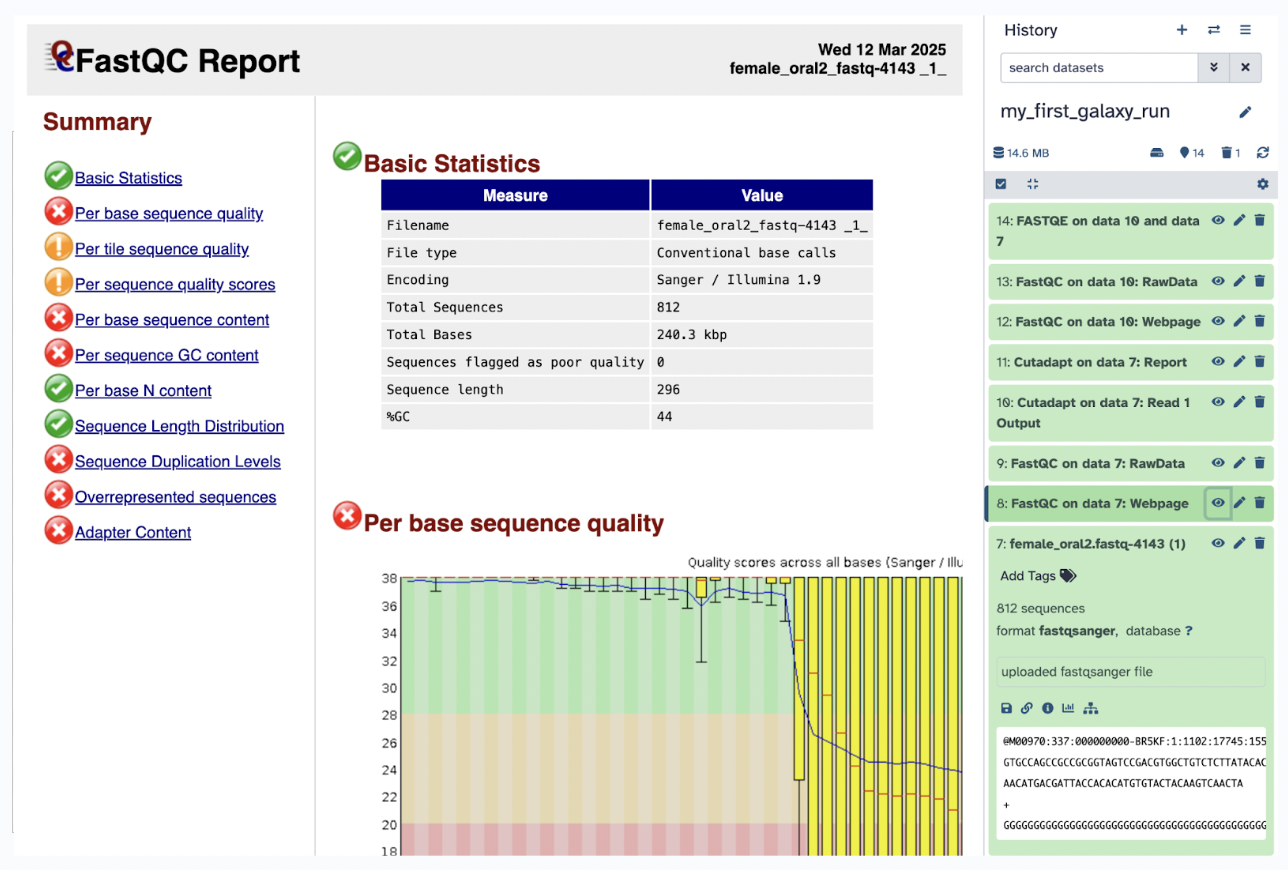 FastQC Report
Wed 12 Mar 2025
female_oral2_fastq-4143 _1_
Summary
Basic Statistics
Per base sequence quality
Per tile sequence quality
Per sequence quality scores
Per base sequence content
Per sequence GC content
Per base N content
Sequence Length Distribution
Sequence Duplication Levels
Overrepresented sequences
Adapter Content
Basic Statistics
Measure Value
Filename female_oral2_fastq-4143 _1_
File type Conventional base calls
Encoding Sanger / Illumina 1.9
Total Sequences 812
Total Bases 240.3 kbp
Sequences flagged as poor quality 0
Sequence length 296
%GC 44
Per base sequence quality
Quality scores across all bases (Sanger / Illu
38
36
34
32
30
28
26
24
22
20
18
History
search datasets
my_first_galaxy_run
14.6 MB 14 1
14: FASTQE on data 10 and data
7
13: FastQC on data 10: RawData
12: FastQC on data 10: Webpage
11: Cutadapt on data 7: Report
10: Cutadapt on data 7: Read 1
Output
9: FastQC on data 7: RawData
8: FastQC on data 7: Webpage
7: female_oral2.fastq-4143 (1)
Add Tags
812 sequences
format fastqsanger, database ?
uploaded fastqsanger file
@M00970:337:000000000-BR5KF:1:1102:17745:155
GTGCCAGCCGCCGCGGTAGTCCGACGTGGCTGTCTCTTATACAC
AACATGACGATTACCACACATGTGTACTACAAGTCAACTA
+
GGGGGGGGGGGGGGGGGGGGGGGGGGGGGGGGGGGGGGGGGGGG